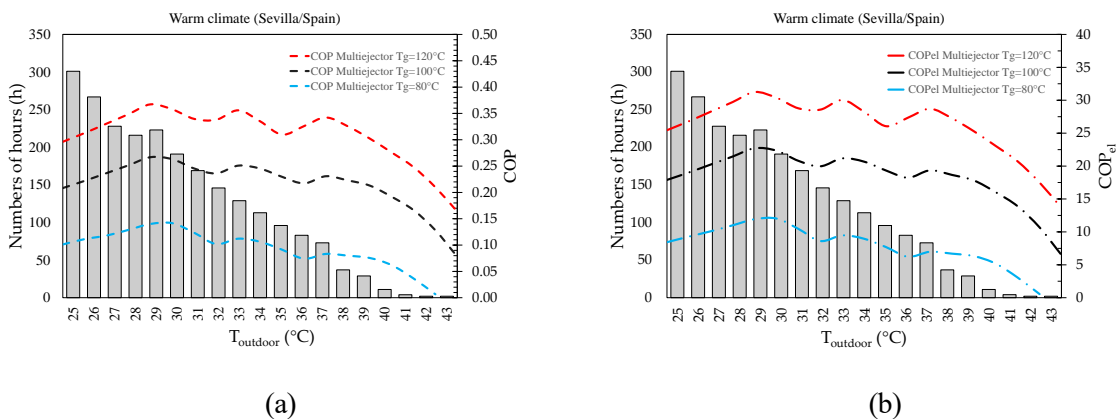 Warm climate (Sevilla/Spain)
350
300
250
200
150
100
50
0
Numbers of hours (h)
COP Multiejector Tg=120°C
COP Multiejector Tg=100°C
COP Multiejector Tg=80°C
0.50
0.40
0.30
0.20
0.15
0.10
0.05
0.00
0.25
0.35
0.45
COP
25 26 27 28 29 30 31 32 33 34 35 36 37 38 39 40 41 42 43
Toutdoor (°C)
(a)
Warm climate (Sevilla/Spain)
350
300
250
200
150
100
50
0
Numbers of hours (h)
COPel Multiejector Tg=120°C
COPel Multiejector Tg=100°C
COPel Multiejector Tg=80°C
40
35
30
25
20
15
10
5
0
COPel
25 26 27 28 29 30 31 32 33 34 35 36 37 38 39 40 41 42 43
Toutdoor (°C)
(b)